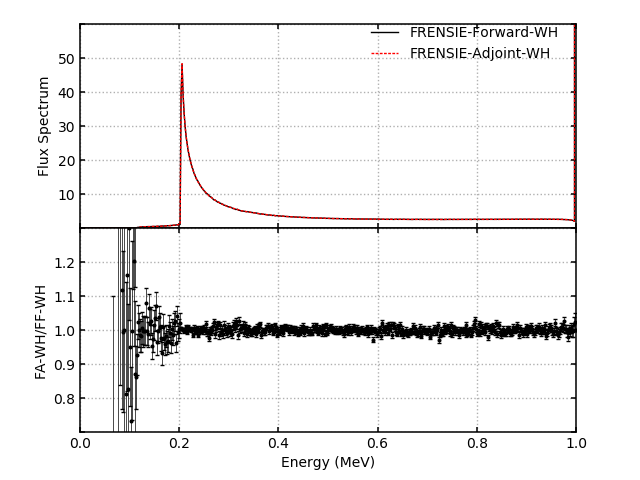 FRENSIE-Forward-WH
FRENSIE-Adjoint-WH
Flux Spectrum
50
40
30
20
10
FA-WH/FF-WH
1.2
1.1
1.0
0.9
0.8
0.0 0.2 0.4 0.6 0.8 1.0
Energy (MeV)